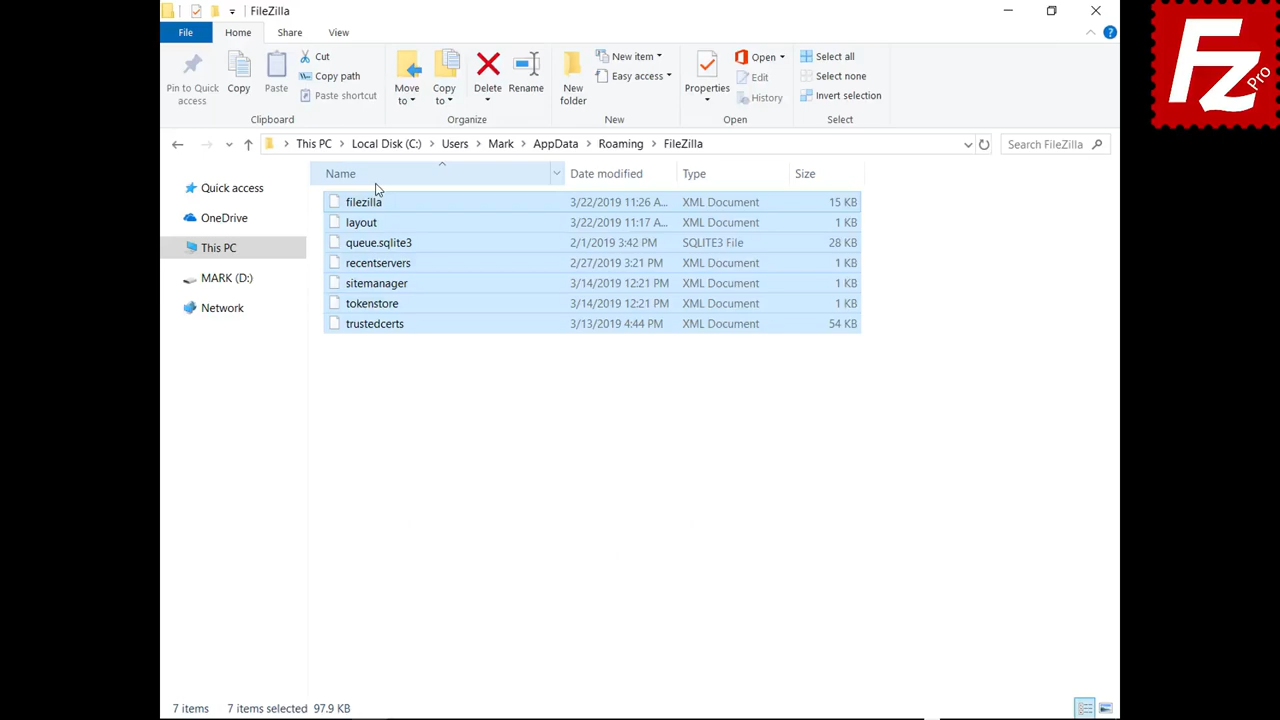 FileZilla
File Home Share View
Pin to Quick access
Copy
Paste
Cut
Copy path
Paste shortcut
Clipboard
Move to
Copy to
Delete
Rename
Organize
New folder
New item
Easy access
New
Properties
Open
Edit
History
Open
Select all
Select none
Invert selection
Select
This PC Local Disk (C:) Users Mark AppData Roaming FileZilla
Search FileZilla
Quick access
OneDrive
This PC
MARK (D:)
Network
Name Date modified Type Size
filezilla 3/22/2019 11:26 A... XML Document 15 KB
layout 3/22/2019 11:17 A... XML Document 1 KB
queue.sqlite3 2/1/2019 3:42 PM SQLITE3 File 28 KB
recentservers 2/27/2019 3:21 PM XML Document 1 KB
sitemanager 3/14/2019 12:21 PM XML Document 1 KB
tokenstore 3/14/2019 12:21 PM XML Document 1 KB
trustedcerts 3/13/2019 4:44 PM XML Document 54 KB
7 items 7 items selected 97.9 KB
Fz Pro